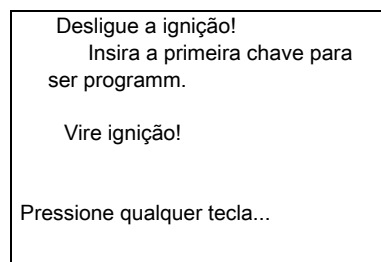 Desligue a ignição!
Insira a primeira chave para
ser programm.
Vire ignição!
Pressione qualquer tecla...